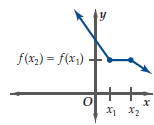 y
f(x₂) = f(x₁)
O
x₁ x₂ x